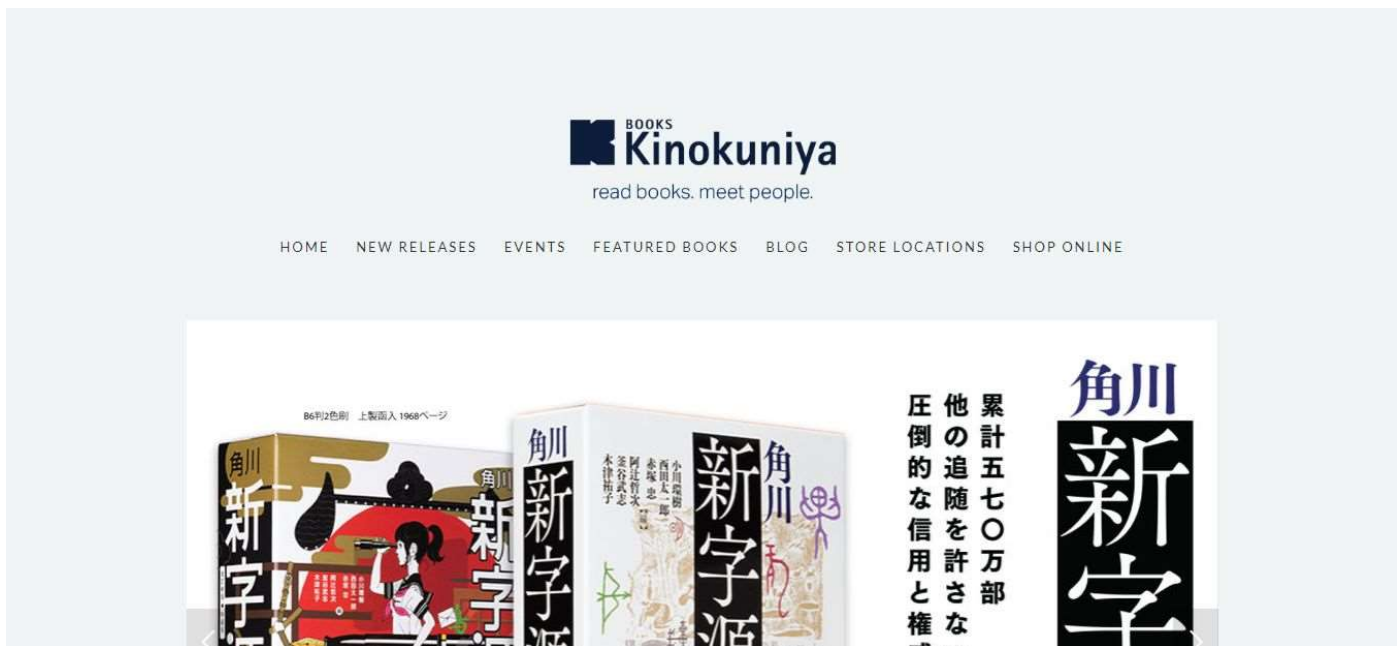 BOOKS
Kinokuniya
read books. meet people.
HOME NEW RELEASES EVENTS FEATURED BOOKS BLOG STORE LOCATIONS SHOP ONLINE
B6判2色刷 上製函入 1968ページ
角川
新字
角川
新字
角川
新字源
小川環樹
西田太一郎
赤塚忠
阿辻哲次
釜谷武志
木津祐子
【編】
角川
新字源
累計五七〇万部
他の追随を許さな
圧倒的な信用と権
角川
新字